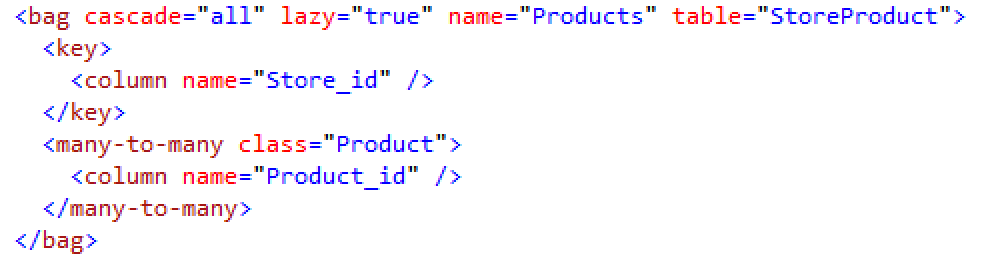 <bag cascade="all" lazy="true" name="Products" table="StoreProduct">
  <key>
    <column name="Store_id" />
  </key>
  <many-to-many class="Product">
    <column name="Product_id" />
  </many-to-many>
</bag>